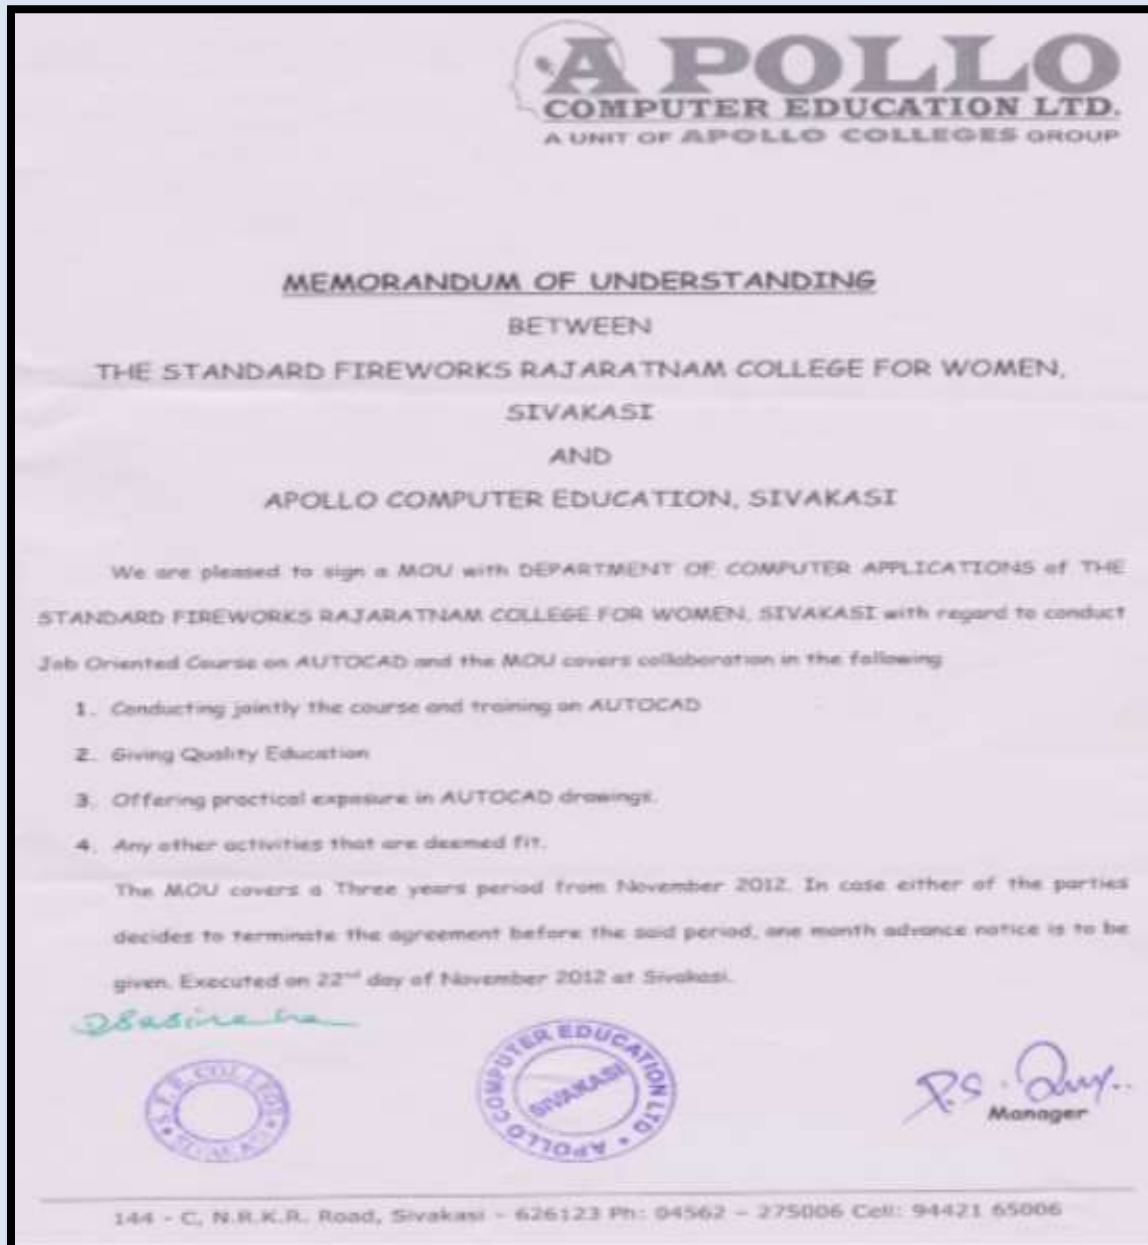 APOLLO
COMPUTER EDUCATION LTD.
A UNIT OF APOLLO COLLEGES GROUP
MEMORANDUM OF UNDERSTANDING
BETWEEN
THE STANDARD FIREWORKS RAJARATNAM COLLEGE FOR WOMEN,
SIVAKASI
AND
APOLLO COMPUTER EDUCATION, SIVAKASI
We are pleased to sign a MOU with DEPARTMENT OF COMPUTER APPLICATIONS of THE
STANDARD FIREWORKS RAJARATNAM COLLEGE FOR WOMEN, SIVAKASI with regard to conduct
Job Oriented Course on AUTOCAD and the MOU covers collaboration in the following
1. Conducting jointly the course and training on AUTOCAD
2. Giving Quality Education
3. Offering practical exposure in AUTOCAD drawings.
4. Any other activities that are deemed fit.
The MOU covers a Three years period from November 2012. In case either of the parties
decides to terminate the agreement before the said period, one month advance notice is to be
given. Executed on 22nd day of November 2012 at Sivakasi.
COLLEGE
SIVAKASI
APOLLO COMPUTER EDUCATION LTD
SIVAKASI
P.S.
Manager
144 - C, N.R.K.R. Road, Sivakasi - 626123 Ph: 04562 - 275006 Cell: 94421 65006